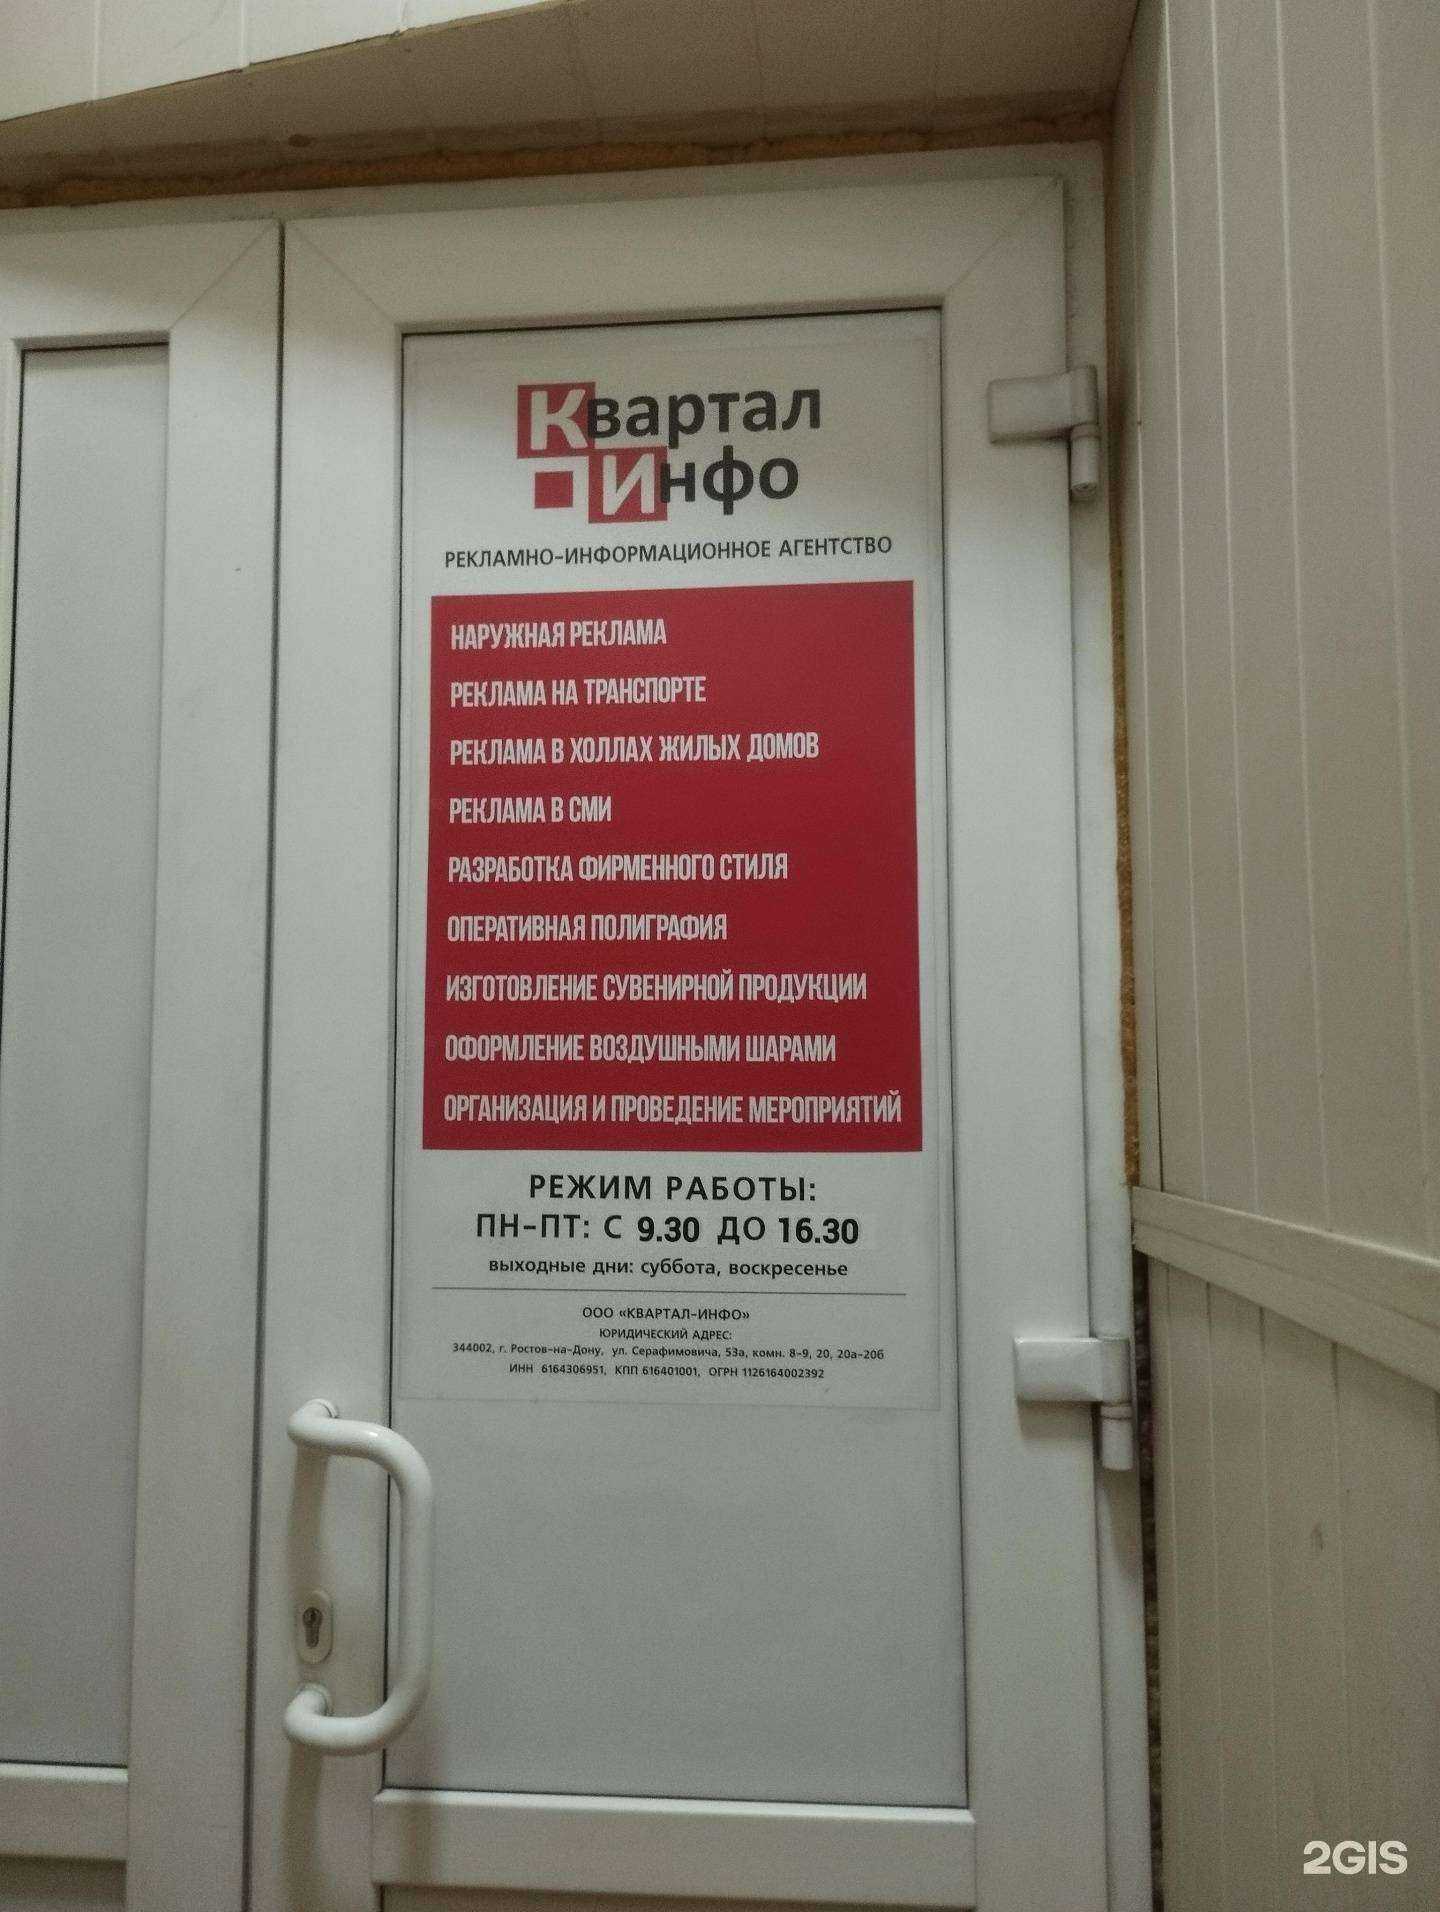 Квартал
Инфо
РЕКЛАМНО-ИНФОРМАЦИОННОЕ АГЕНТСТВО
НАРУЖНАЯ РЕКЛАМА
РЕКЛАМА НА ТРАНСПОРТЕ
РЕКЛАМА В ХОЛЛАХ ЖИЛЫХ ДОМОВ
РЕКЛАМА В СМИ
РАЗРАБОТКА ФИРМЕННОГО СТИЛЯ
ОПЕРАТИВНАЯ ПОЛИГРАФИЯ
ИЗГОТОВЛЕНИЕ СУВЕНИРНОЙ ПРОДУКЦИИ
ОФОРМЛЕНИЕ ВОЗДУШНЫМИ ШАРАМИ
ОРГАНИЗАЦИЯ И ПРОВЕДЕНИЕ МЕРОПРИЯТИЙ
РЕЖИМ РАБОТЫ:
ПН-ПТ: С 9.30 ДО 16.30
выходные дни: суббота, воскресенье
ООО «КВАРТАЛ-ИНФО»
ЮРИДИЧЕСКИЙ АДРЕС:
344002, г. Ростов-на-Дону, ул. Серафимовича, 53а, комн. 8-9, 20, 20а-20б
ИНН 6164306951, КПП 616401001, ОГРН 1126164002392
2GIS